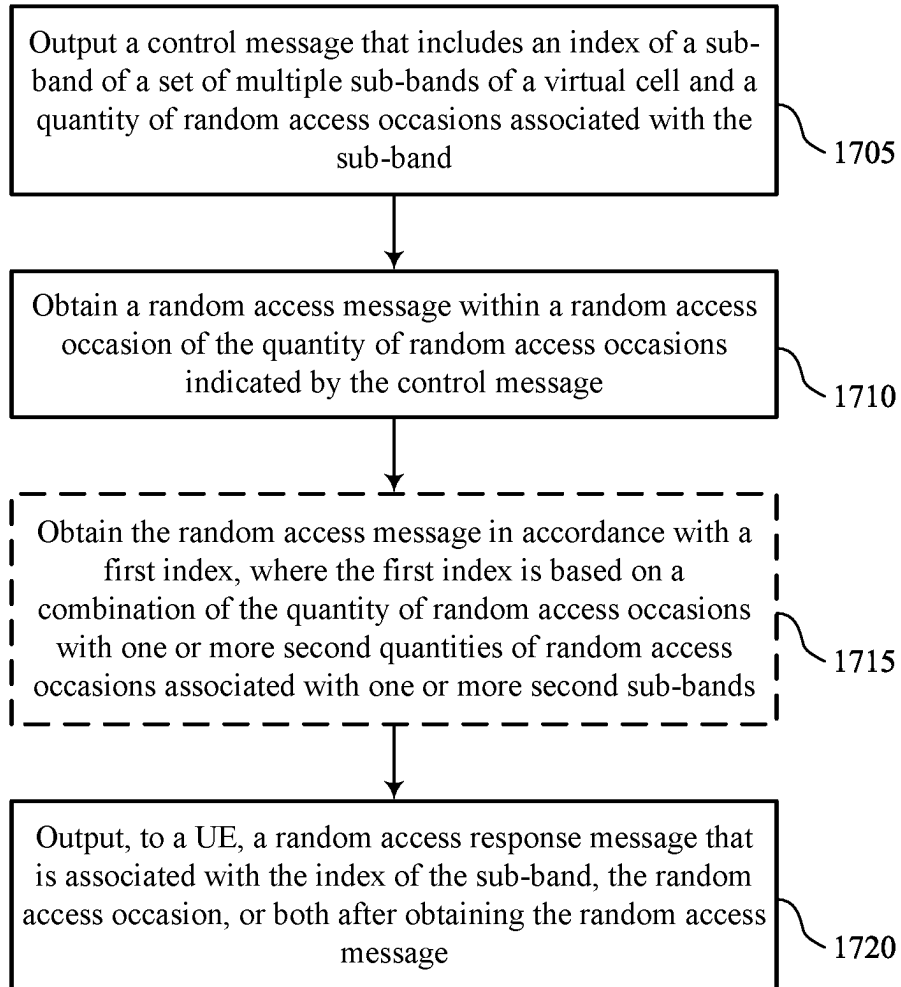 Output a control message that includes an index of a sub-
band of a set of multiple sub-bands of a virtual cell and a
quantity of random access occasions associated with the
sub-band
1705
Obtain a random access message within a random access
occasion of the quantity of random access occasions
indicated by the control message
1710
Obtain the random access message in accordance with a
first index, where the first index is based on a
combination of the quantity of random access occasions
with one or more second quantities of random access
occasions associated with one or more second sub-bands
1715
Output, to a UE, a random access response message that
is associated with the index of the sub-band, the random
access occasion, or both after obtaining the random access
message
1720